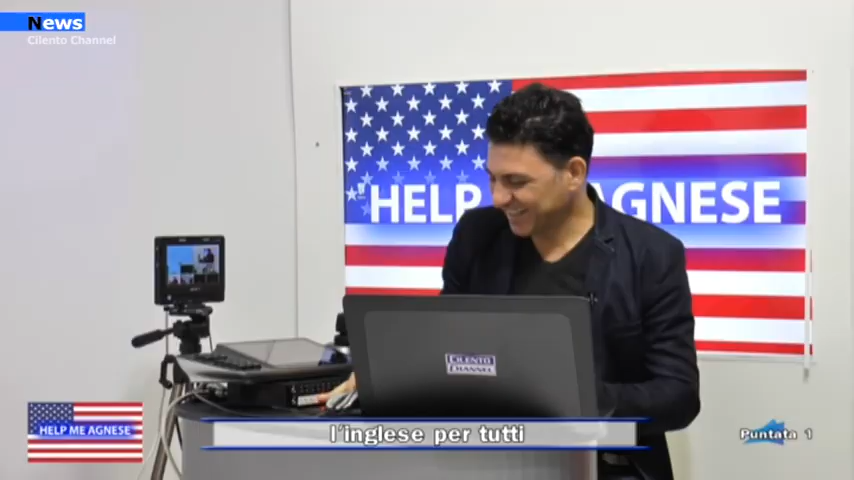 News
Cilento Channel
HELP ME AGNESE
CILENTO
CHANNEL
HELP ME AGNESE
l'inglese per tutti
Puntata 1